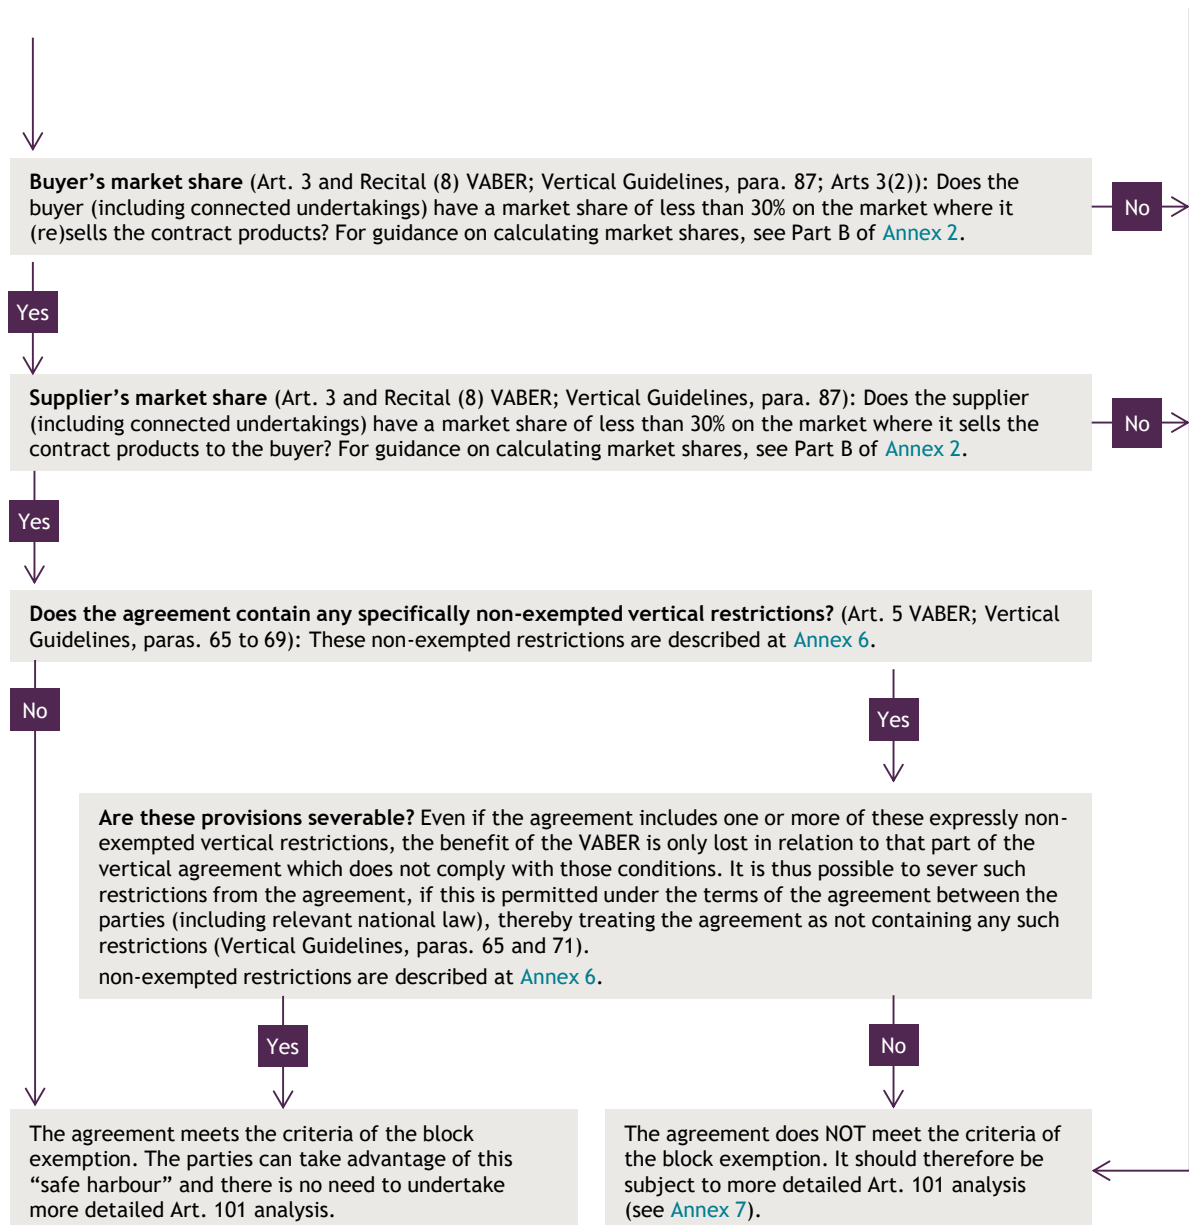 Buyer's market share (Art. 3 and Recital (8) VABER; Vertical Guidelines, para. 87; Arts 3(2)): Does the
buyer (including connected undertakings) have a market share of less than 30% on the market where it
(re)sells the contract products? For guidance on calculating market shares, see Part B of Annex 2.
No
Yes
Supplier's market share (Art. 3 and Recital (8) VABER; Vertical Guidelines, para. 87): Does the supplier
(including connected undertakings) have a market share of less than 30% on the market where it sells the
contract products to the buyer? For guidance on calculating market shares, see Part B of Annex 2.
No
Yes
Does the agreement contain any specifically non-exempted vertical restrictions? (Art. 5 VABER; Vertical
Guidelines, paras. 65 to 69): These non-exempted restrictions are described at Annex 6.
No
Yes
Are these provisions severable? Even if the agreement includes one or more of these expressly non-
exempted vertical restrictions, the benefit of the VABER is only lost in relation to that part of the
vertical agreement which does not comply with those conditions. It is thus possible to sever such
restrictions from the agreement, if this is permitted under the terms of the agreement between the
parties (including relevant national law), thereby treating the agreement as not containing any such
restrictions (Vertical Guidelines, paras. 65 and 71).
non-exempted restrictions are described at Annex 6.
Yes
No
The agreement meets the criteria of the block
exemption. The parties can take advantage of this
“safe harbour” and there is no need to undertake
more detailed Art. 101 analysis.
The agreement does NOT meet the criteria of
the block exemption. It should therefore be
subject to more detailed Art. 101 analysis
(see Annex 7).